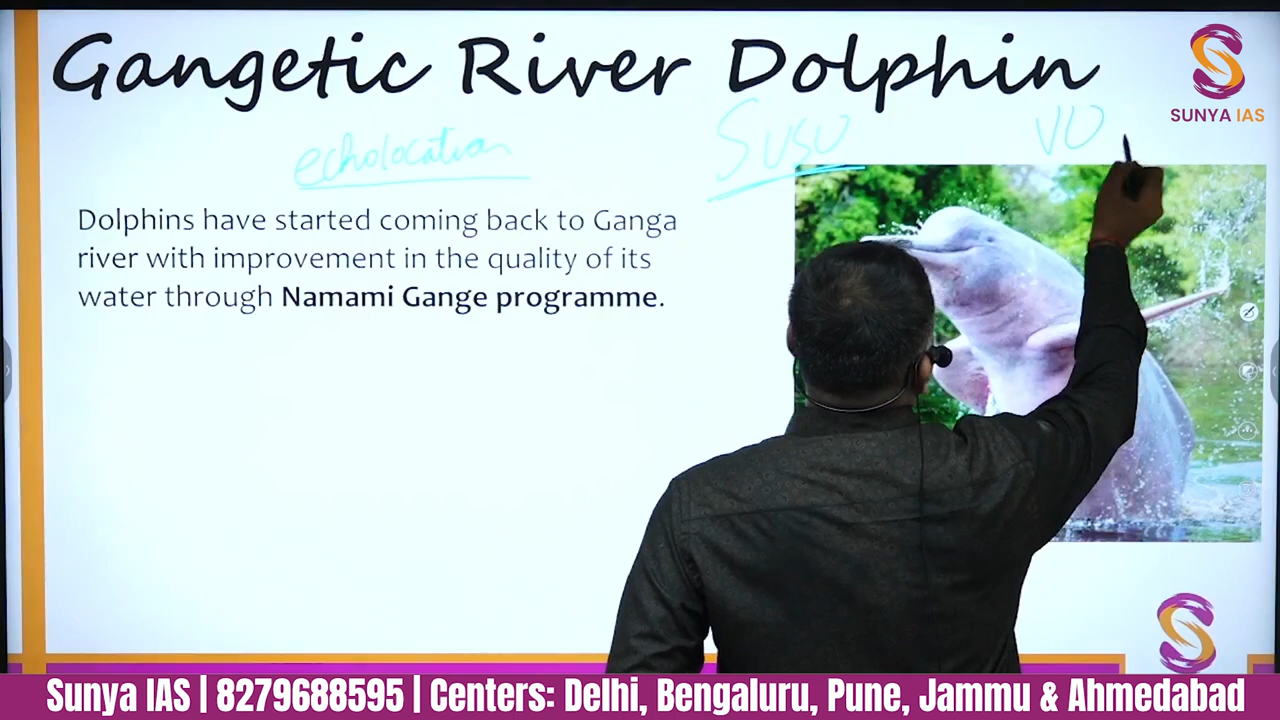 Gangetic River Dolphin
SUNYA IAS
echolocation
SUSU
VU
Dolphins have started coming back to Ganga
river with improvement in the quality of its
water through Namami Gange programme.
Sunya IAS | 8279688595 | Centers: Delhi, Bengaluru, Pune, Jammu & Ahmedabad